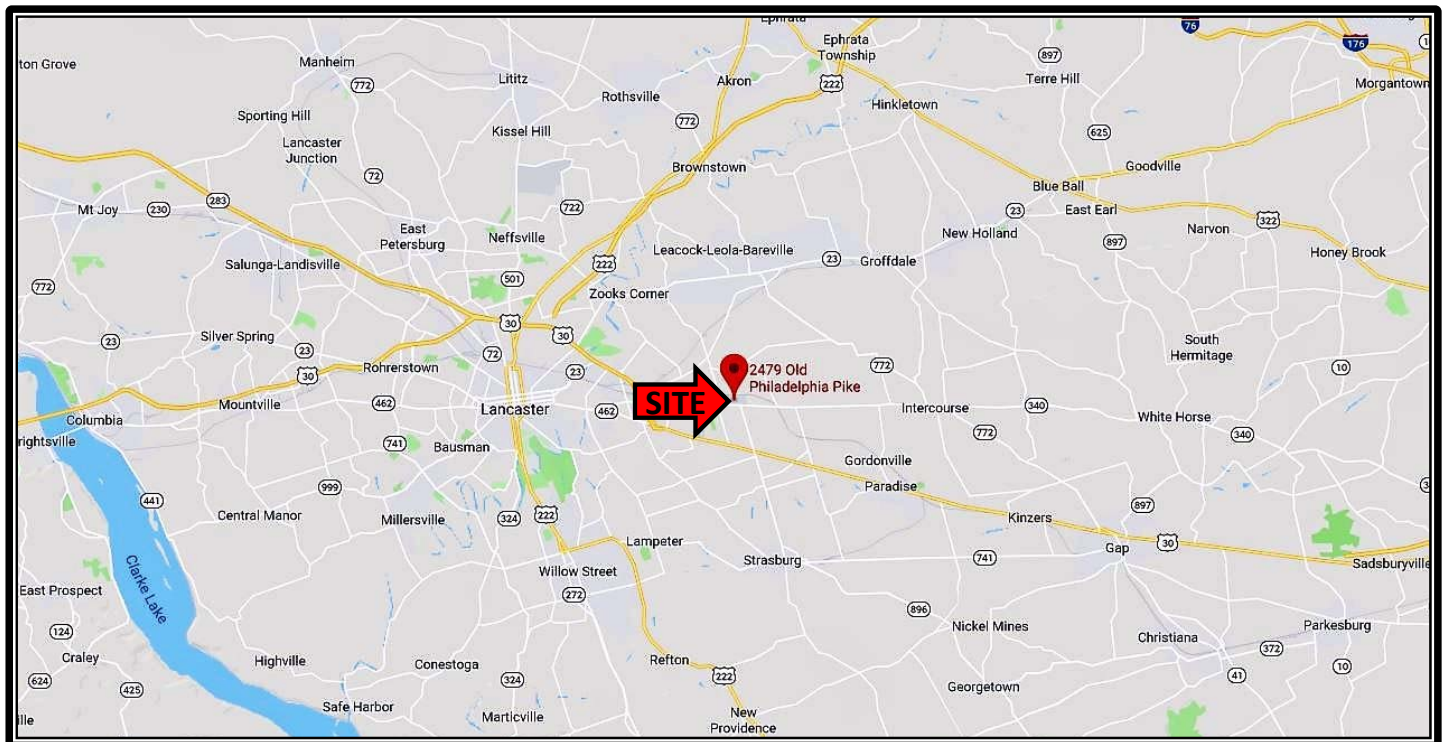 Ephrata
76
176
ton Grove
Manheim
772
Lititz
Akron
Ephrata
Township
222
897
Terre Hill
Morgantown
Rothsville
Hinkletown
Sporting Hill
Kissel Hill
772
625
Lancaster
Junction
72
Brownstown
Goodville
Blue Ball
283
Mt Joy
230
722
23
East Earl
322
East
Petersburg
Neffsville
Leacock-Leola-Bareville
New Holland
897
Narvon
Honey Brook
Salunga-Landisville
222
23
Groffdale
501
772
Zooks Corner
30
30
Silver Spring
23
23
72
South
Hermitage
Rohrerstown
23
772
10
30
2479 Old
Philadelphia Pike
SITE
Mountville
462
Lancaster
462
Intercourse
340
White Horse
Columbia
772
340
rightsville
741
Bausman
Gordonville
Paradise
999
441
Central Manor
Millersville
324
222
897
Kinzers
Gap
30
Lampeter
Strasburg
741
Sadsburyville
Willow Street
272
East Prospect
Clarke Lake
896
124
Nickel Mines
Parkesburg
Christiana
372
Craley
Highville
Conestoga
Refton
10
624
425
324
222
Georgetown
41
Safe Harbor
Marticville
New
Providence
ille